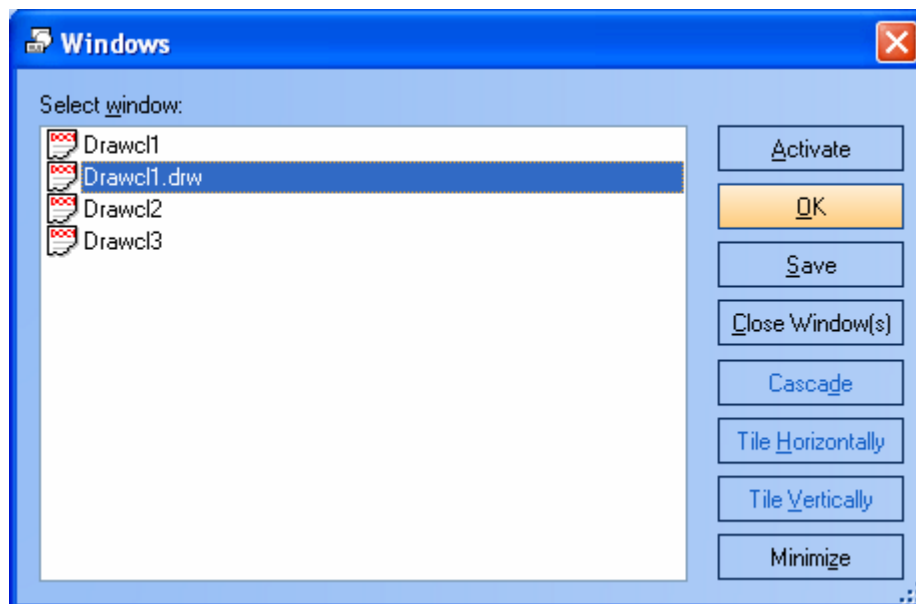 Windows
Select window:
Drawcl1
Drawcl1.drw
Drawcl2
Drawcl3
Activate
OK
Save
Close Window(s)
Cascade
Tile Horizontally
Tile Vertically
Minimize